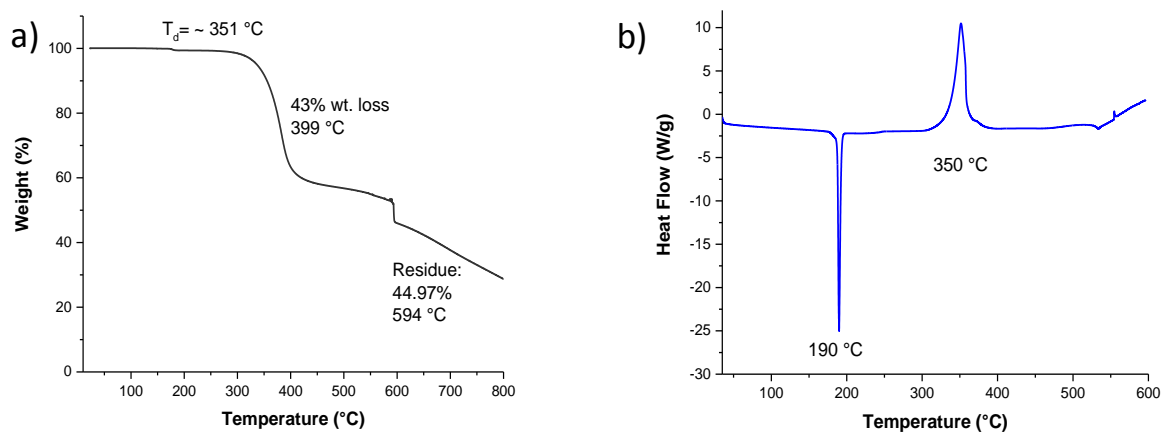 a)
T_d= ~ 351 °C
43% wt. loss
399 °C
Residue:
44.97%
594 °C
Weight (%)
100
80
60
40
20
0
100 200 300 400 500 600 700 800
Temperature (°C)
b)
10
5
0
-5
-10
-15
-20
-25
-30
350 °C
190 °C
Heat Flow (W/g)
100 200 300 400 500 600
Temperature (°C)